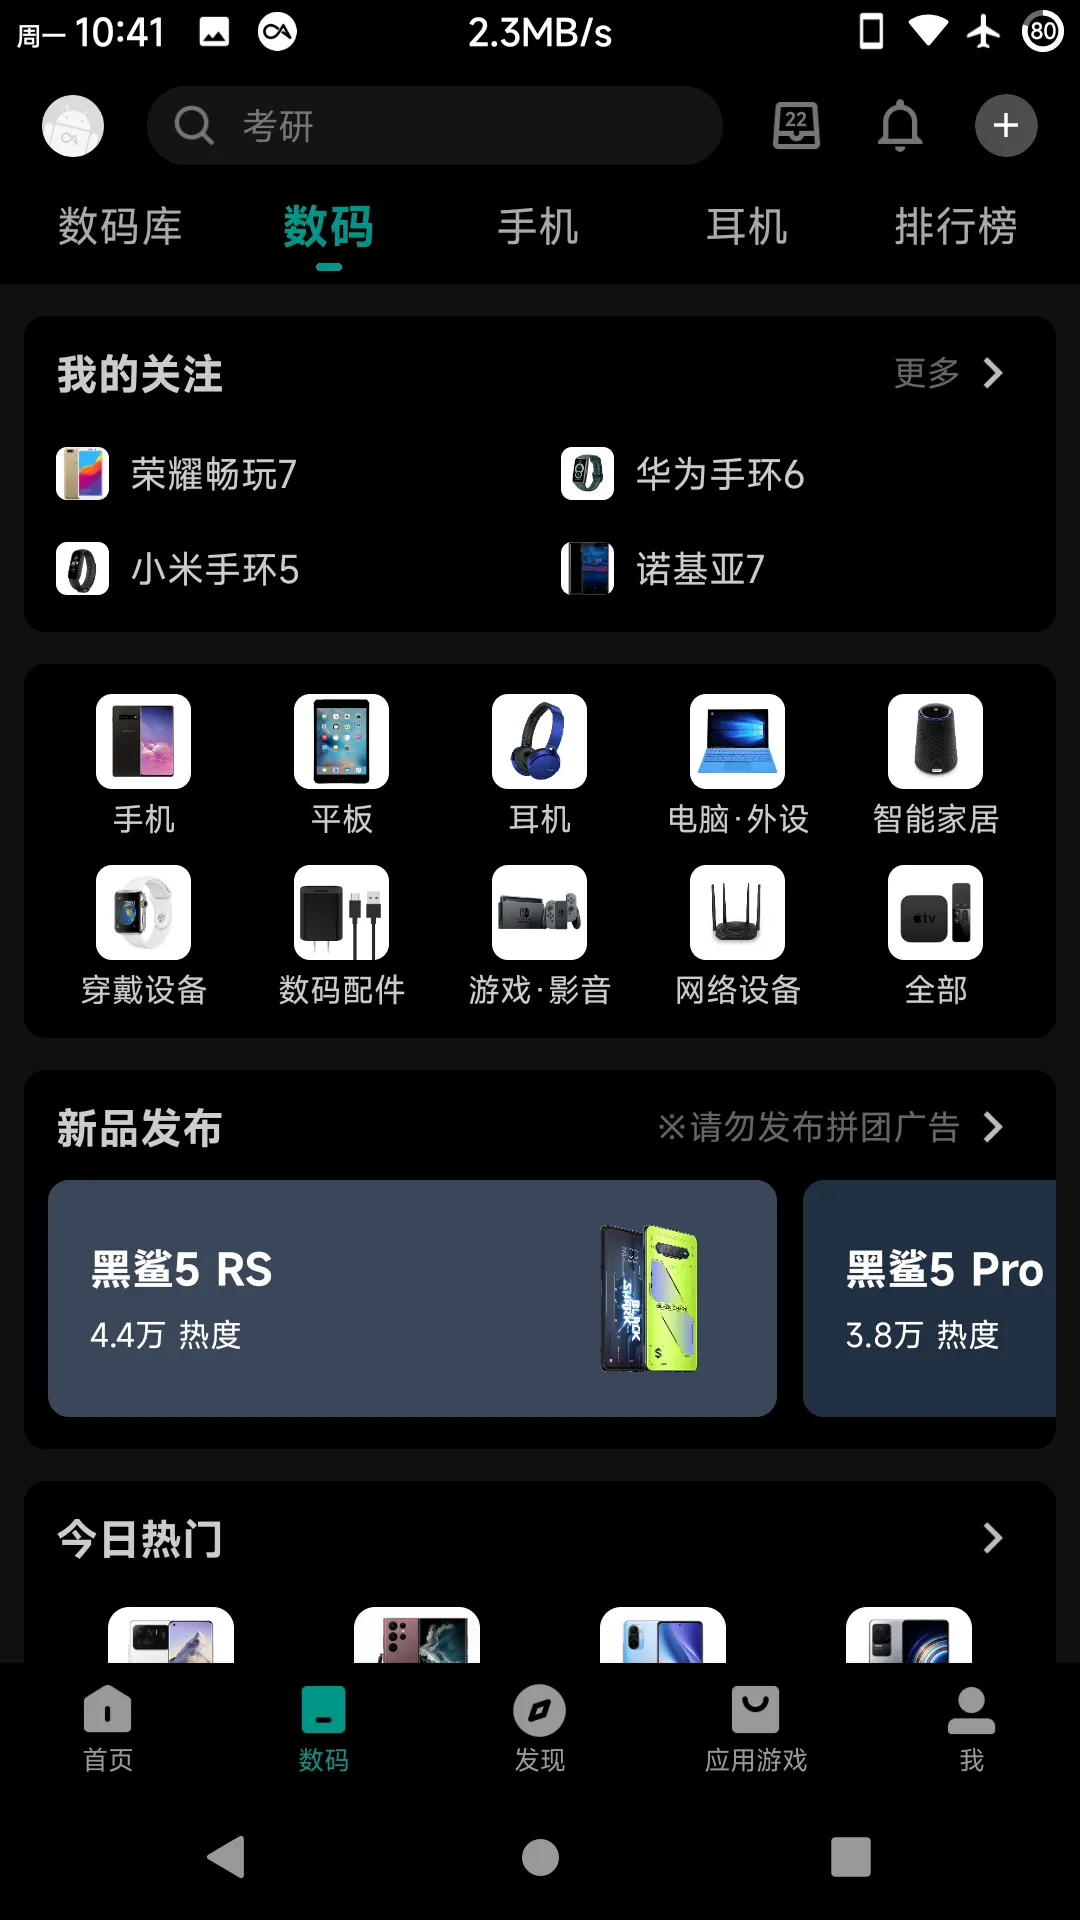 周一 10:41 2.3MB/s 80
考研 22
数码库 数码 手机 耳机 排行榜
我的关注 更多
荣耀畅玩7 华为手环6
小米手环5 诺基亚7
手机 平板 耳机 电脑·外设 智能家居
穿戴设备 数码配件 游戏·影音 网络设备 全部
新品发布 ※请勿发布拼团广告
黑鲨5 RS 黑鲨5 Pro
4.4万 热度 3.8万 热度
今日热门
首页 数码 发现 应用游戏 我